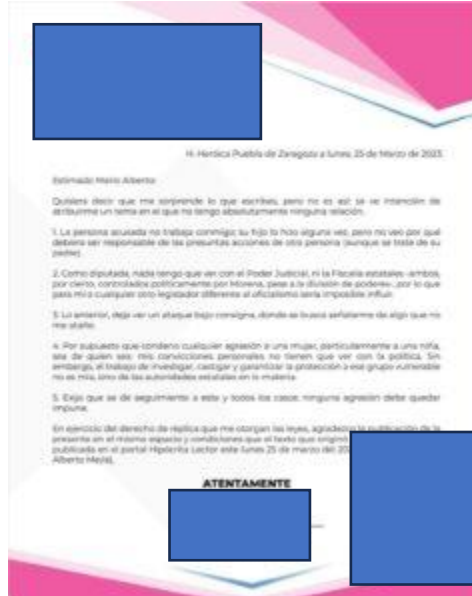 H. Heroica Puebla de Zaragoza a lunes, 25 de Marzo de 2023.
Estimado Mario Alberto:
Quisiera decir que me sorprende lo que escribes, pero no es así: se ve intención de
atribuirme un tema en el que no tengo absolutamente ninguna relación.
1. La persona acusada no trabaja conmigo; su hijo lo hizo alguna vez, pero no veo por qué
debiera ser responsable de las presuntas acciones de otra persona (aunque se trate de su
padre).
2. Como diputada, nada tengo que ver con el Poder Judicial, ni la Fiscalía estatales -ambos,
por cierto, controlados políticamente por Morena, pese a la división de poderes-, por lo que
para mí o cualquier otro legislador diferente al oficialismo sería imposible influir.
3. Lo anterior, deja ver un ataque bajo consigna, donde se busca señalarme de algo que no
me atañe.
4. Por supuesto que condeno cualquier agresión a una mujer, particularmente a una niña,
sea de quien sea: mis convicciones personales no tienen que ver con la política. Sin
embargo, el trabajo de investigar, castigar y garantizar la protección a ese grupo vulnerable
no es mía, sino de las autoridades estatales en la materia.
5. Exijo que se dé seguimiento a este y todos los casos: ninguna agresión debe quedar
impune.
En ejercicio del derecho de réplica que me otorgan las leyes, agradezco la publicación de la
presente en el mismo espacio y condiciones que el texto que originó
publicada en el portal Hipócrita Lector este lunes 25 de marzo del
Alberto Mejía).
ATENTAMENTE